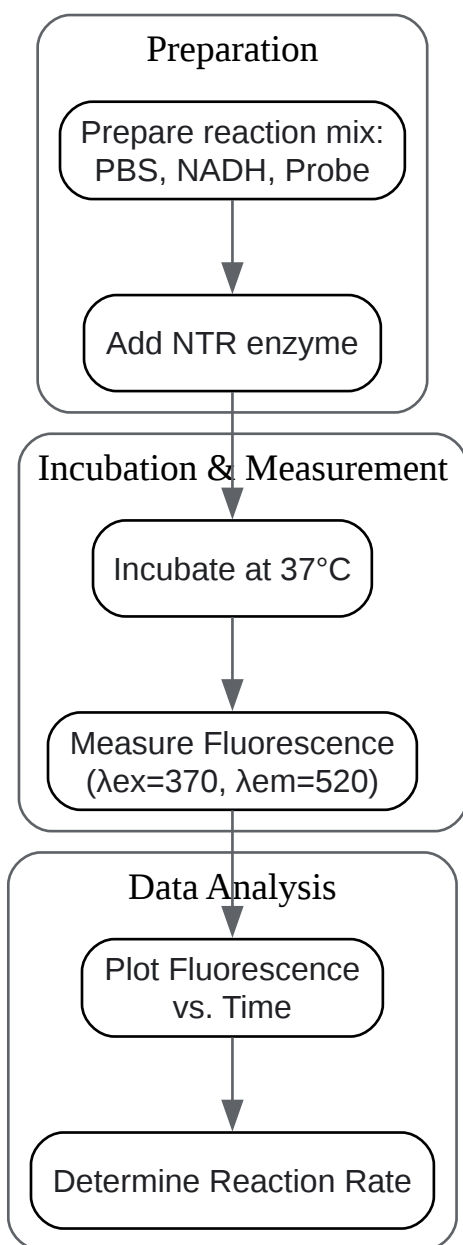 Preparation
Prepare reaction mix:
PBS, NADH, Probe
Add NTR enzyme
Incubation & Measurement
Incubate at 37°C
Measure Fluorescence
(λex=370, λem=520)
Data Analysis
Plot Fluorescence
vs. Time
Determine Reaction Rate